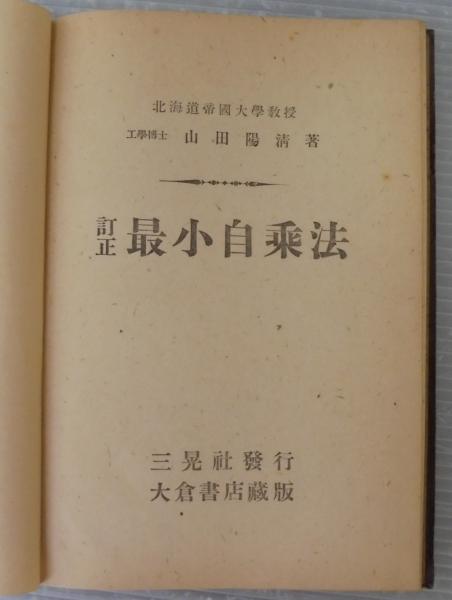 北海道帝國大學教授
工學博士 山田陽清著
訂正 最小自乘法
三晃社發行
大倉書店藏版